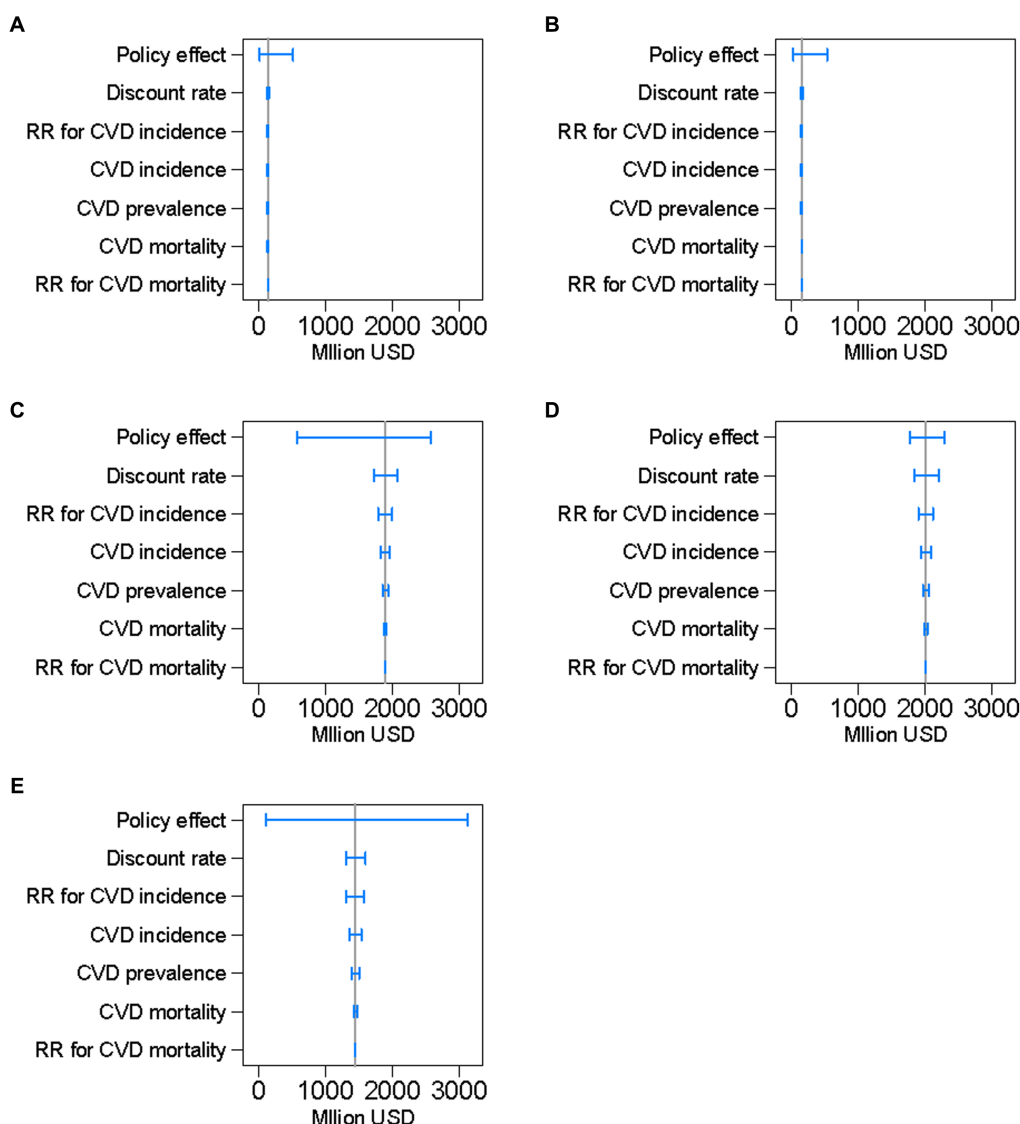 A
Policy effect
Discount rate
RR for CVD incidence
CVD incidence
CVD prevalence
CVD mortality
RR for CVD mortality
0 1000 2000 3000
Mllion USD
B
Policy effect
Discount rate
RR for CVD incidence
CVD incidence
CVD prevalence
CVD mortality
RR for CVD mortality
0 1000 2000 3000
Mllion USD
C
Policy effect
Discount rate
RR for CVD incidence
CVD incidence
CVD prevalence
CVD mortality
RR for CVD mortality
0 1000 2000 3000
Mllion USD
D
Policy effect
Discount rate
RR for CVD incidence
CVD incidence
CVD prevalence
CVD mortality
RR for CVD mortality
0 1000 2000 3000
Mllion USD
E
Policy effect
Discount rate
RR for CVD incidence
CVD incidence
CVD prevalence
CVD mortality
RR for CVD mortality
0 1000 2000 3000
Mllion USD